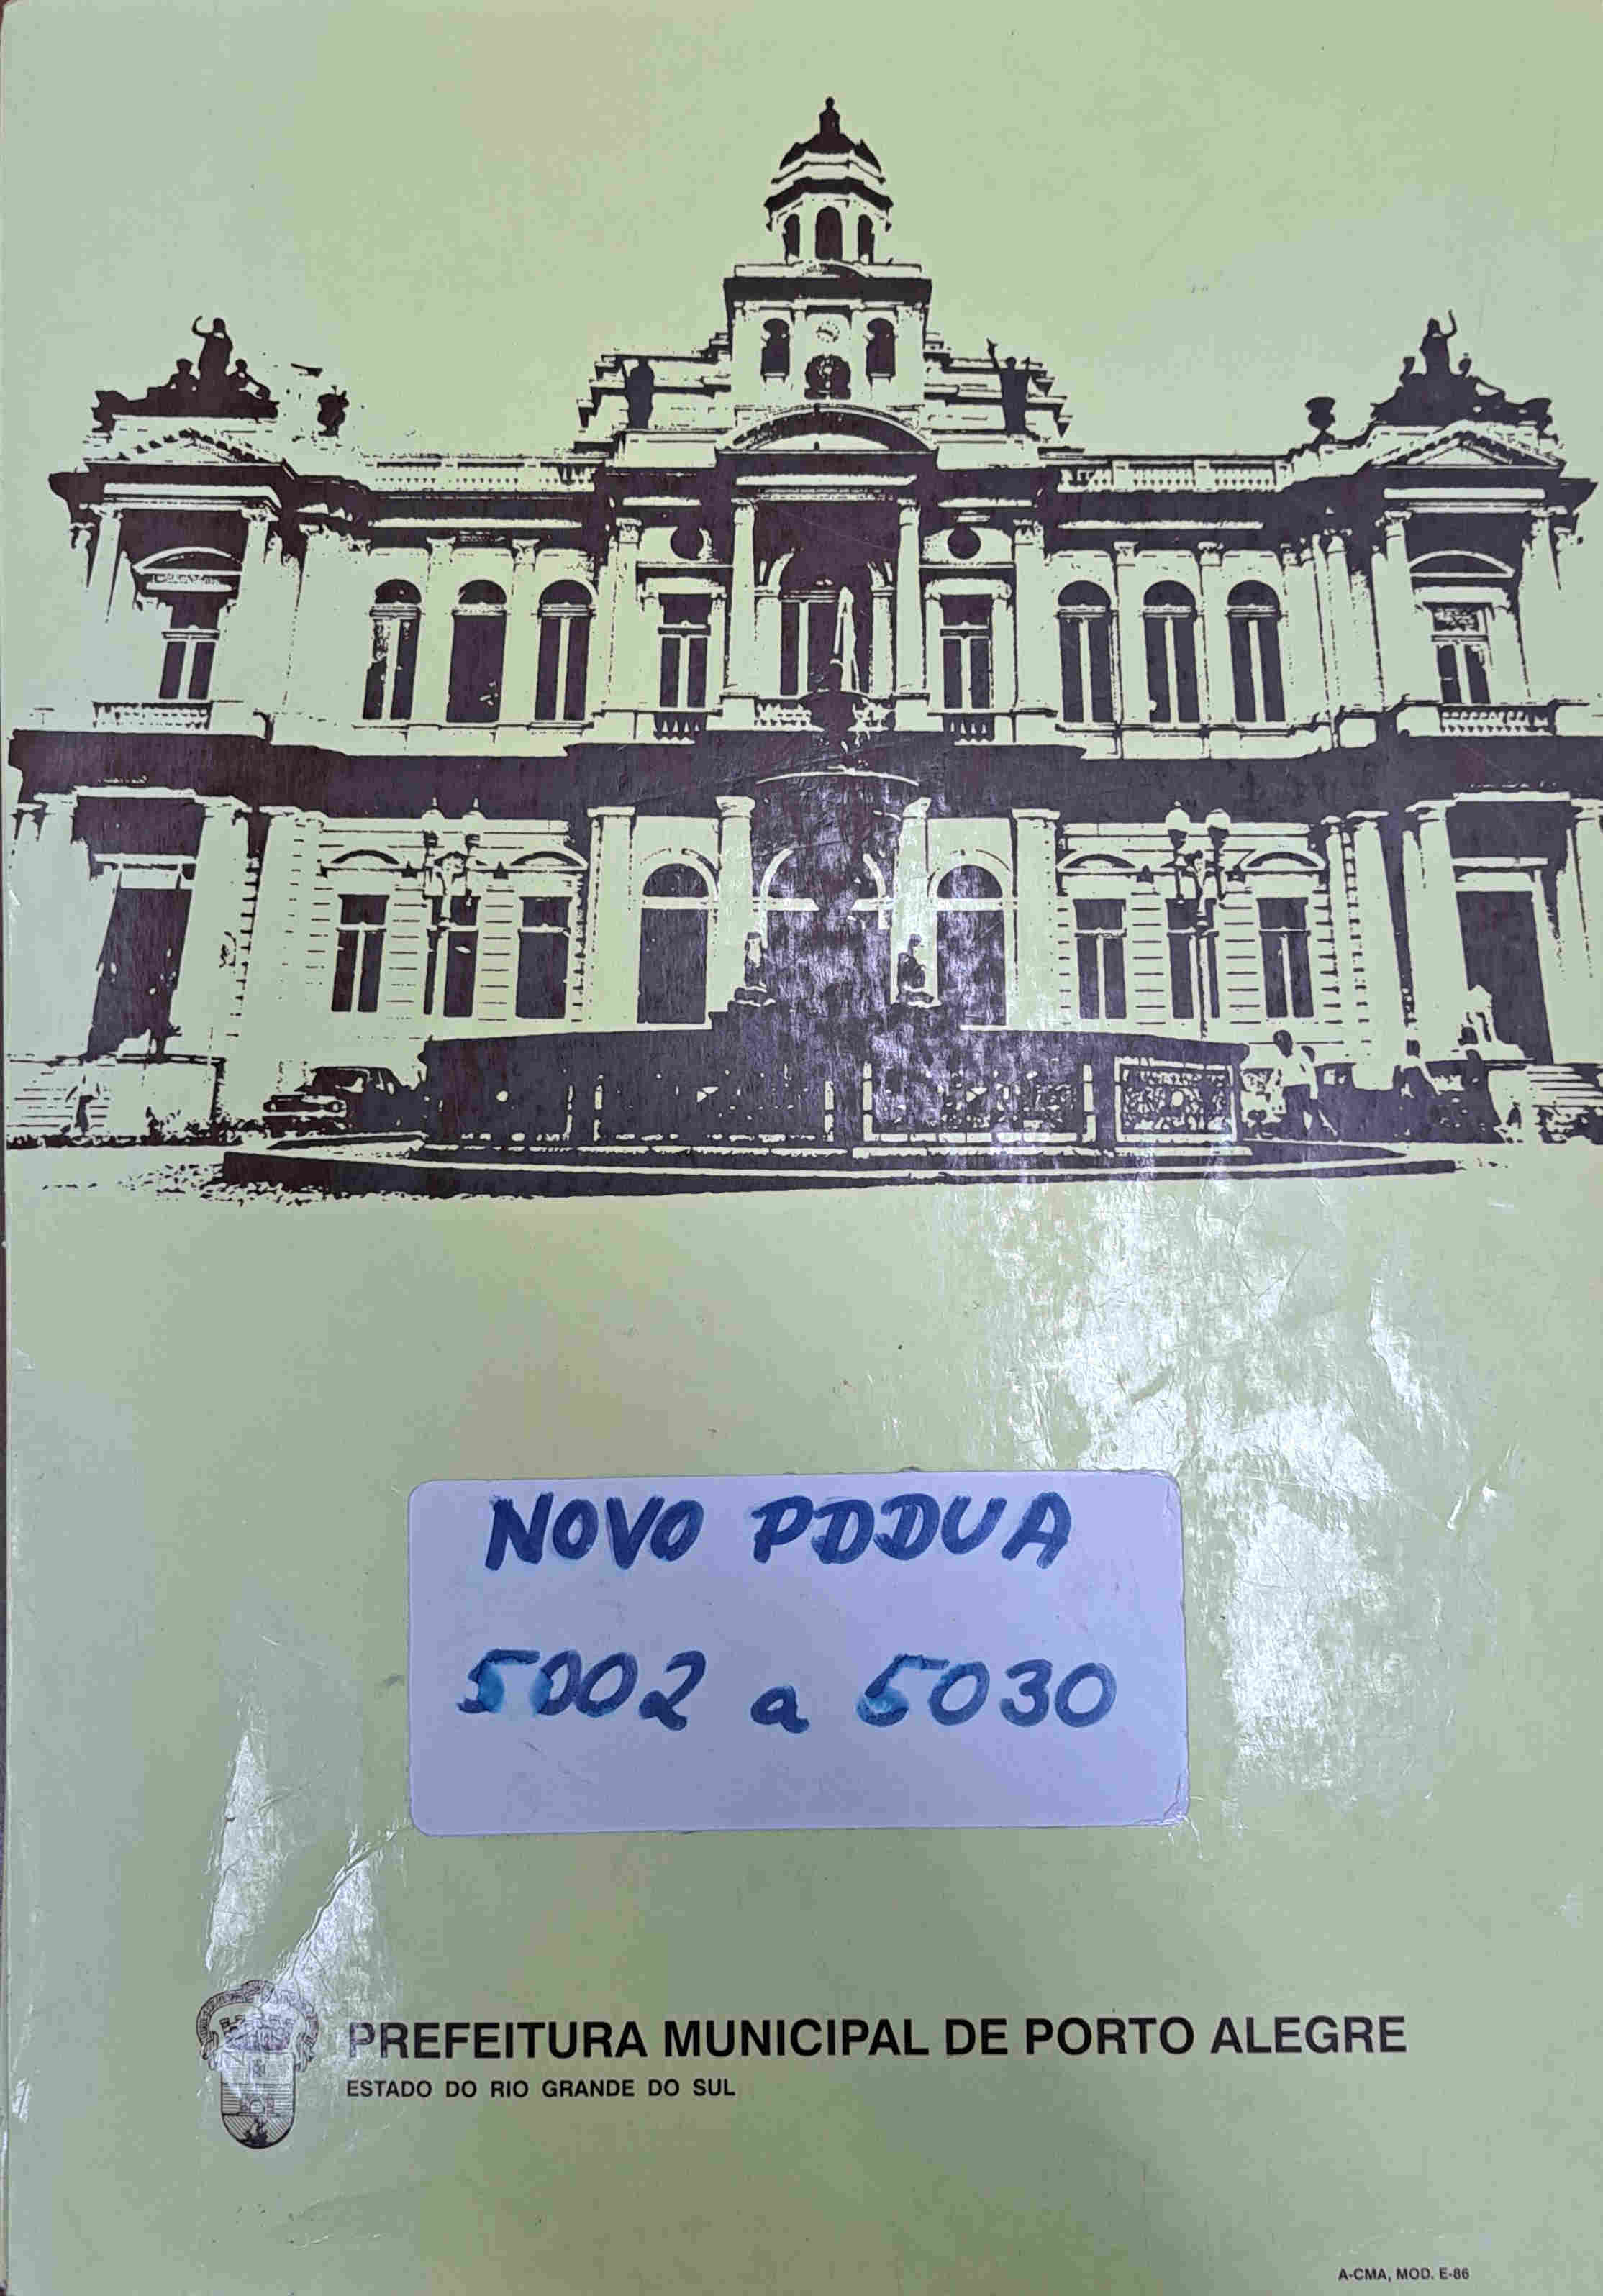 NOVO PDDUA
5002 a 5030
PREFEITURA MUNICIPAL DE PORTO ALEGRE
ESTADO DO RIO GRANDE DO SUL
A-CMA, MOD. E-86